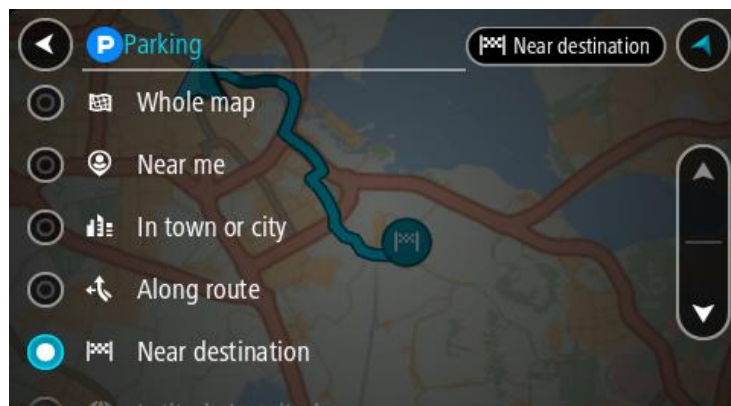 P Parking
Near destination
Whole map
Near me
In town or city
Along route
Near destination